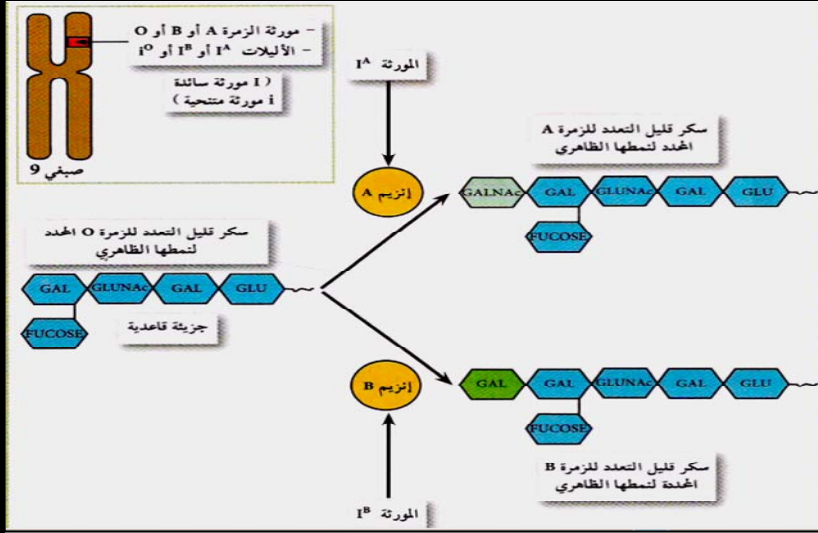 – مورثة الزمرة A أو B أو O
– الأليلات I^A أو I^B أو i^O
( I مورثة سائدة
i مورثة متنحية )
صبغي 9
المورثة I^A
إنزيم A
سكر قليل التعدد للزمرة A
المحدد لنمطها الظاهري
GALNAc GAL GLUNAc GAL GLU
FUCOSE
سكر قليل التعدد للزمرة O المحدد
لنمطها الظاهري
GAL GLUNAc GAL GLU
FUCOSE
جزيئة قاعدية
إنزيم B
GAL GAL GLUNAc GAL GLU
FUCOSE
سكر قليل التعدد للزمرة B
المحددة لنمطها الظاهري
المورثة I^B